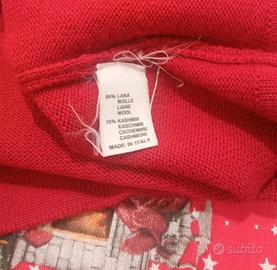 85% LANA
WOLLE
LAINE
WOOL
15% KASHMIR
KASCHMIR
CACHEMIRE
CASHMERE
MADE IN ITALY
subito